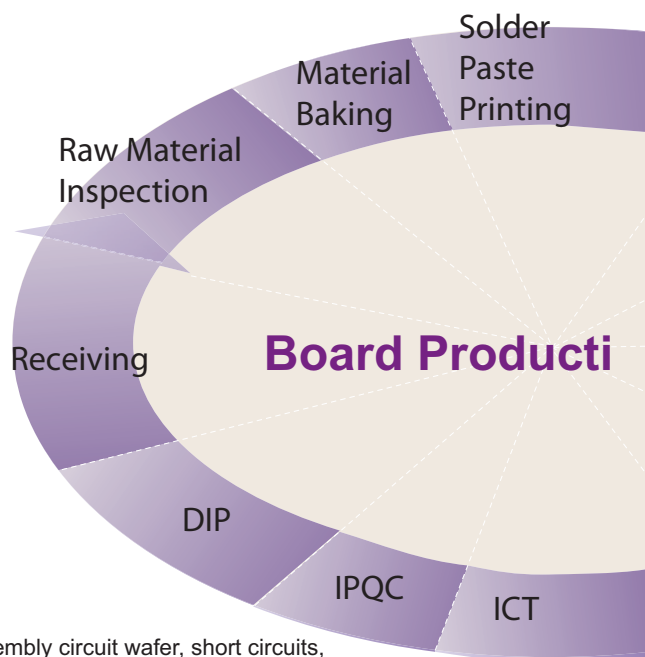 Solder
Paste
Printing
Material
Baking
Raw Material
Inspection
Receiving
Board Producti
DIP
IPQC
ICT
embly circuit wafer, short circuits,